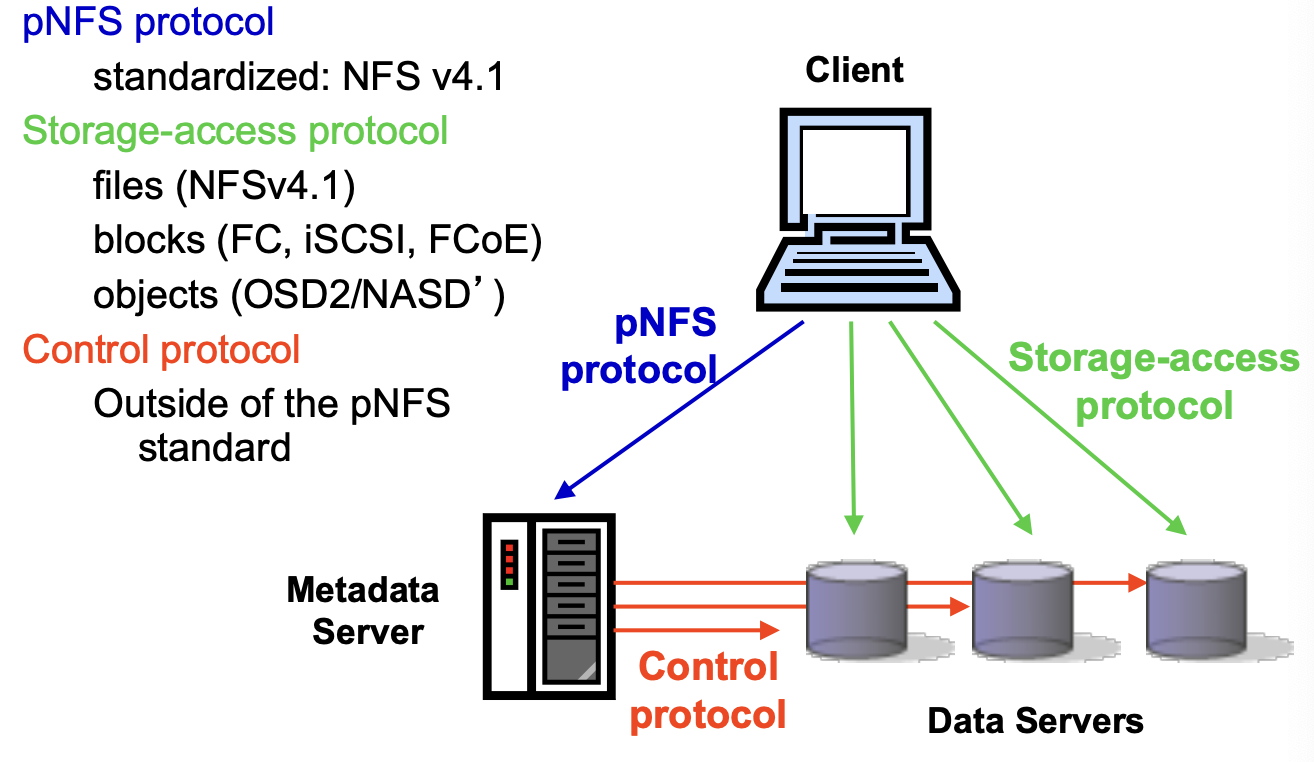 pNFS protocol
standardized: NFS v4.1
Storage-access protocol
files (NFSv4.1)
blocks (FC, iSCSI, FCoE)
objects (OSD2/NASD’)
Control protocol
Outside of the pNFS
standard
Client
pNFS
protocol
Storage-access
protocol
Metadata
Server
Control
protocol
Data Servers